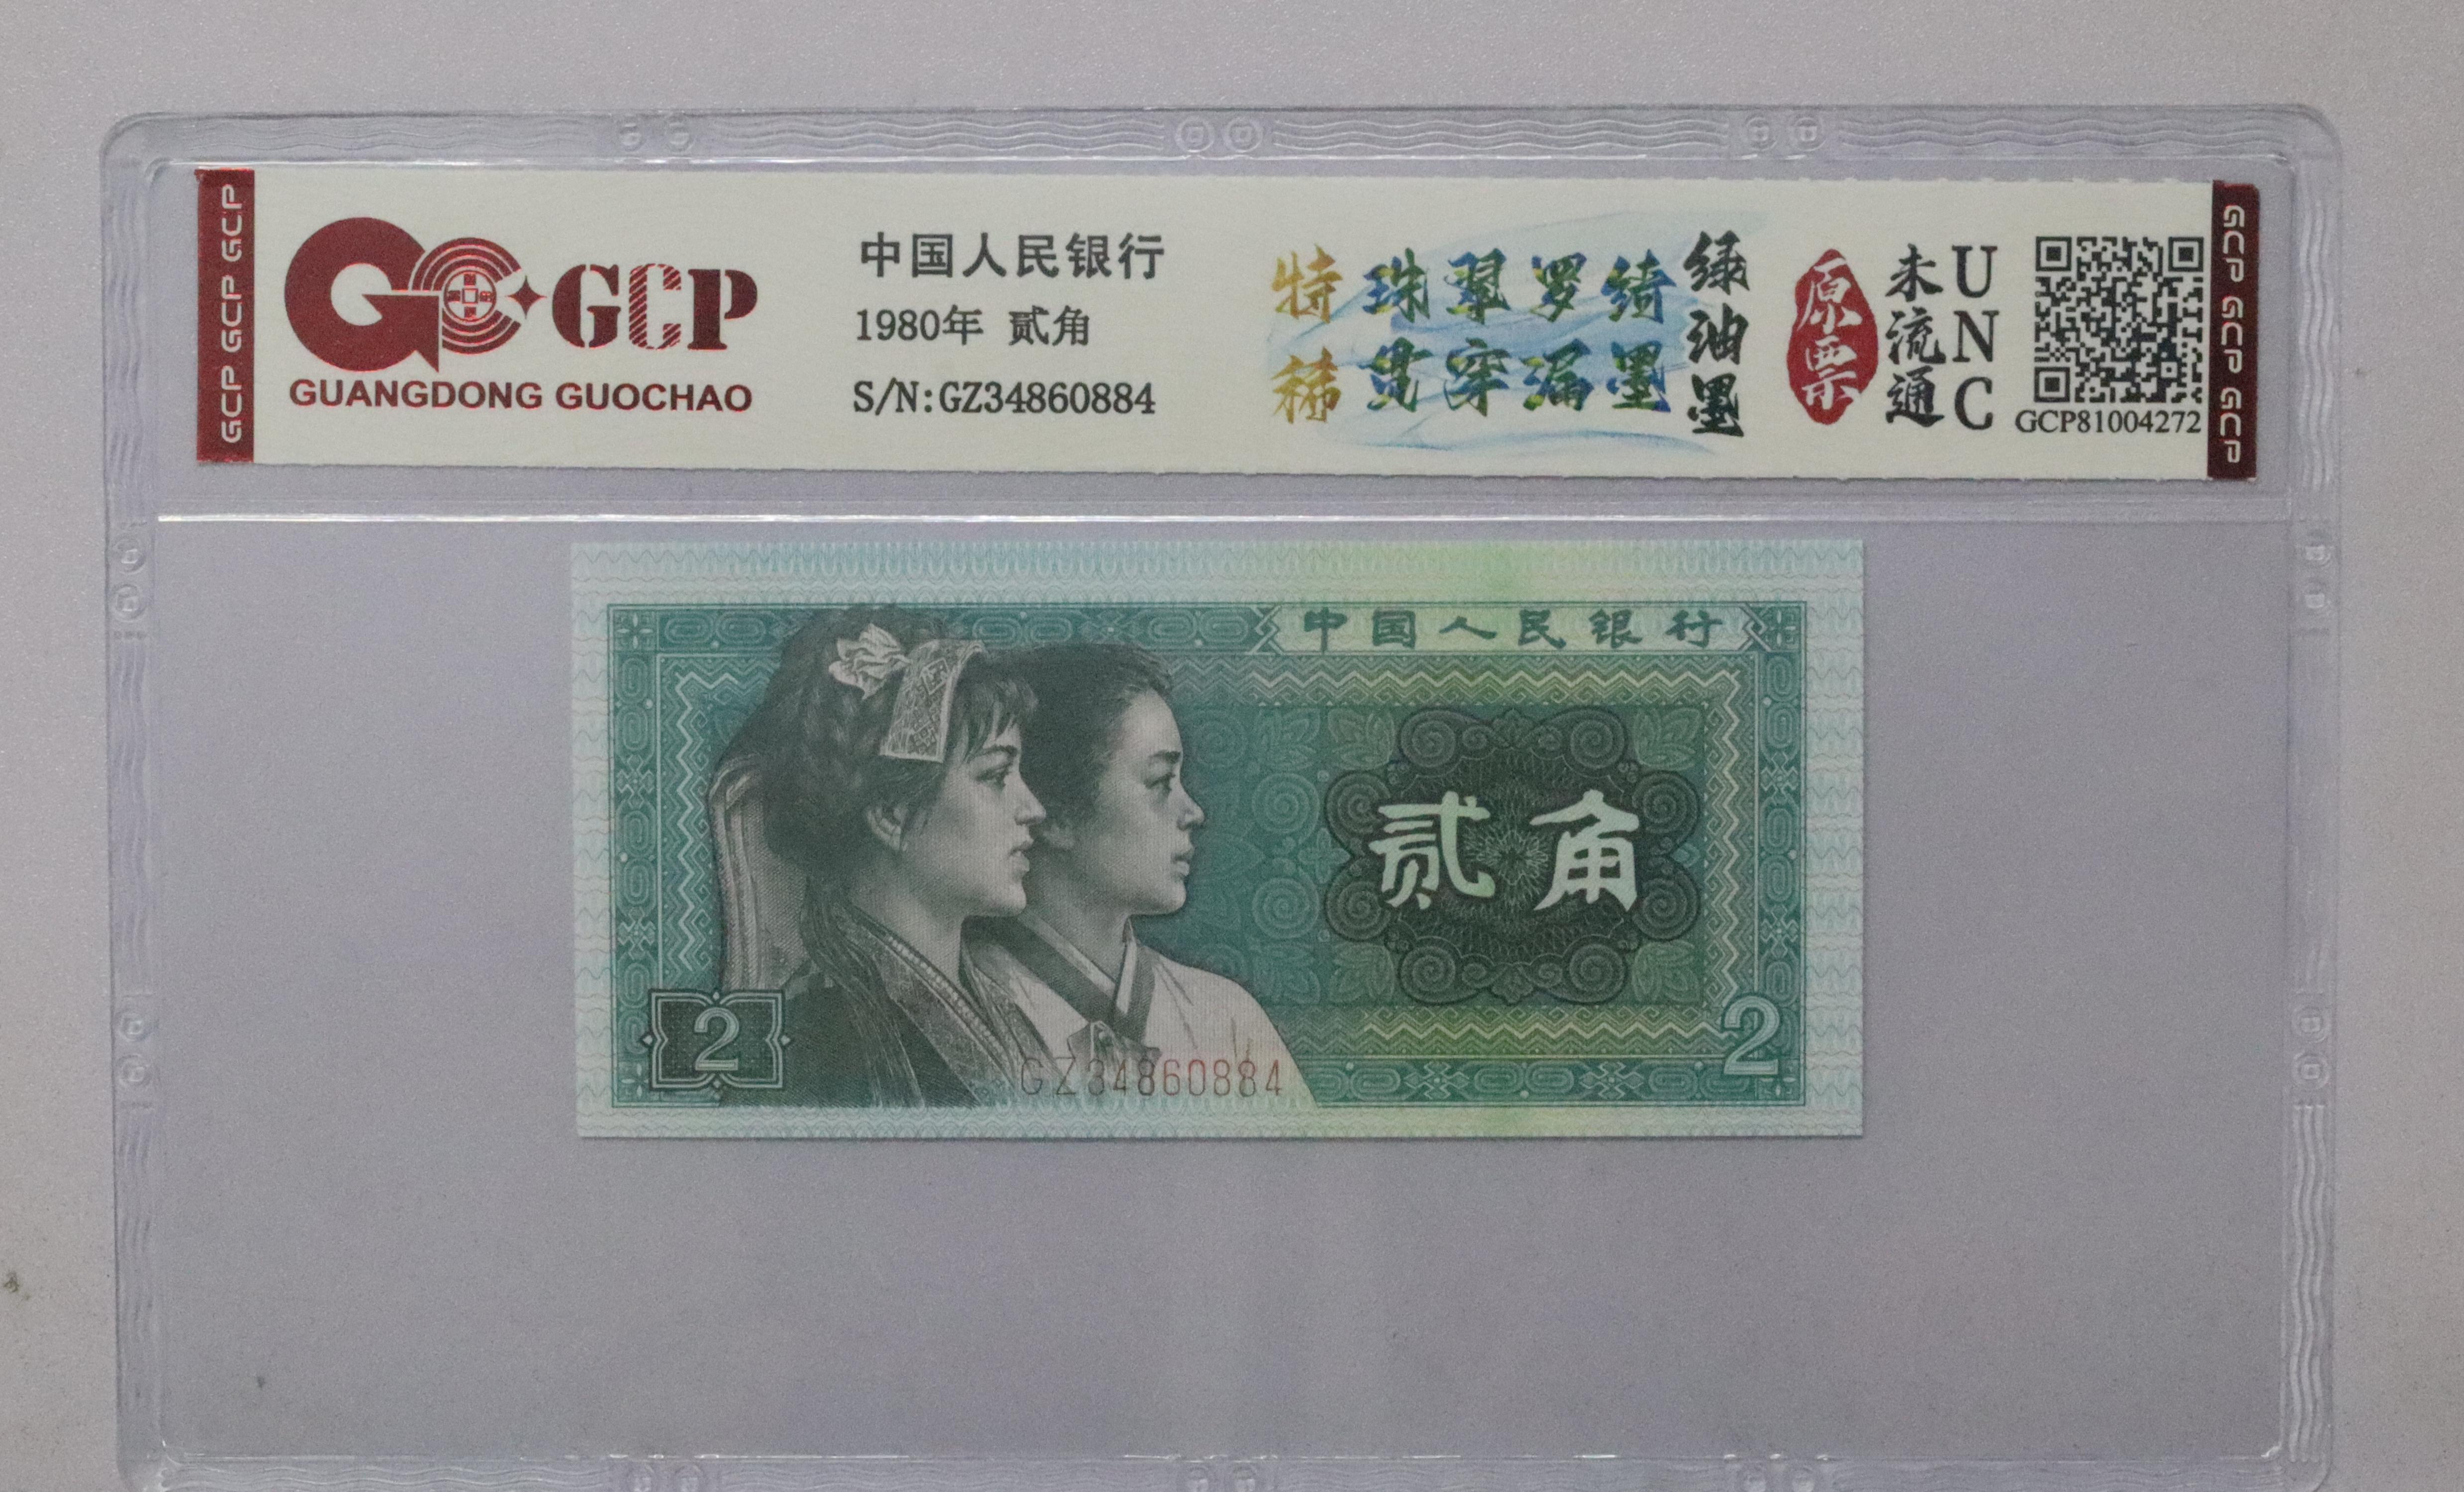 GCP GCP GCP
GCP
GUANGDONG GUOCHAO
中国人民银行
1980年 贰角
S/N:GZ34860884
特稀
珠翠罗绮
贯穿漏墨
绿油墨
原票
未流通
UNC
GCP81004272
GCP GCP GCP
中国人民银行
贰角
2
2
GZ34860884